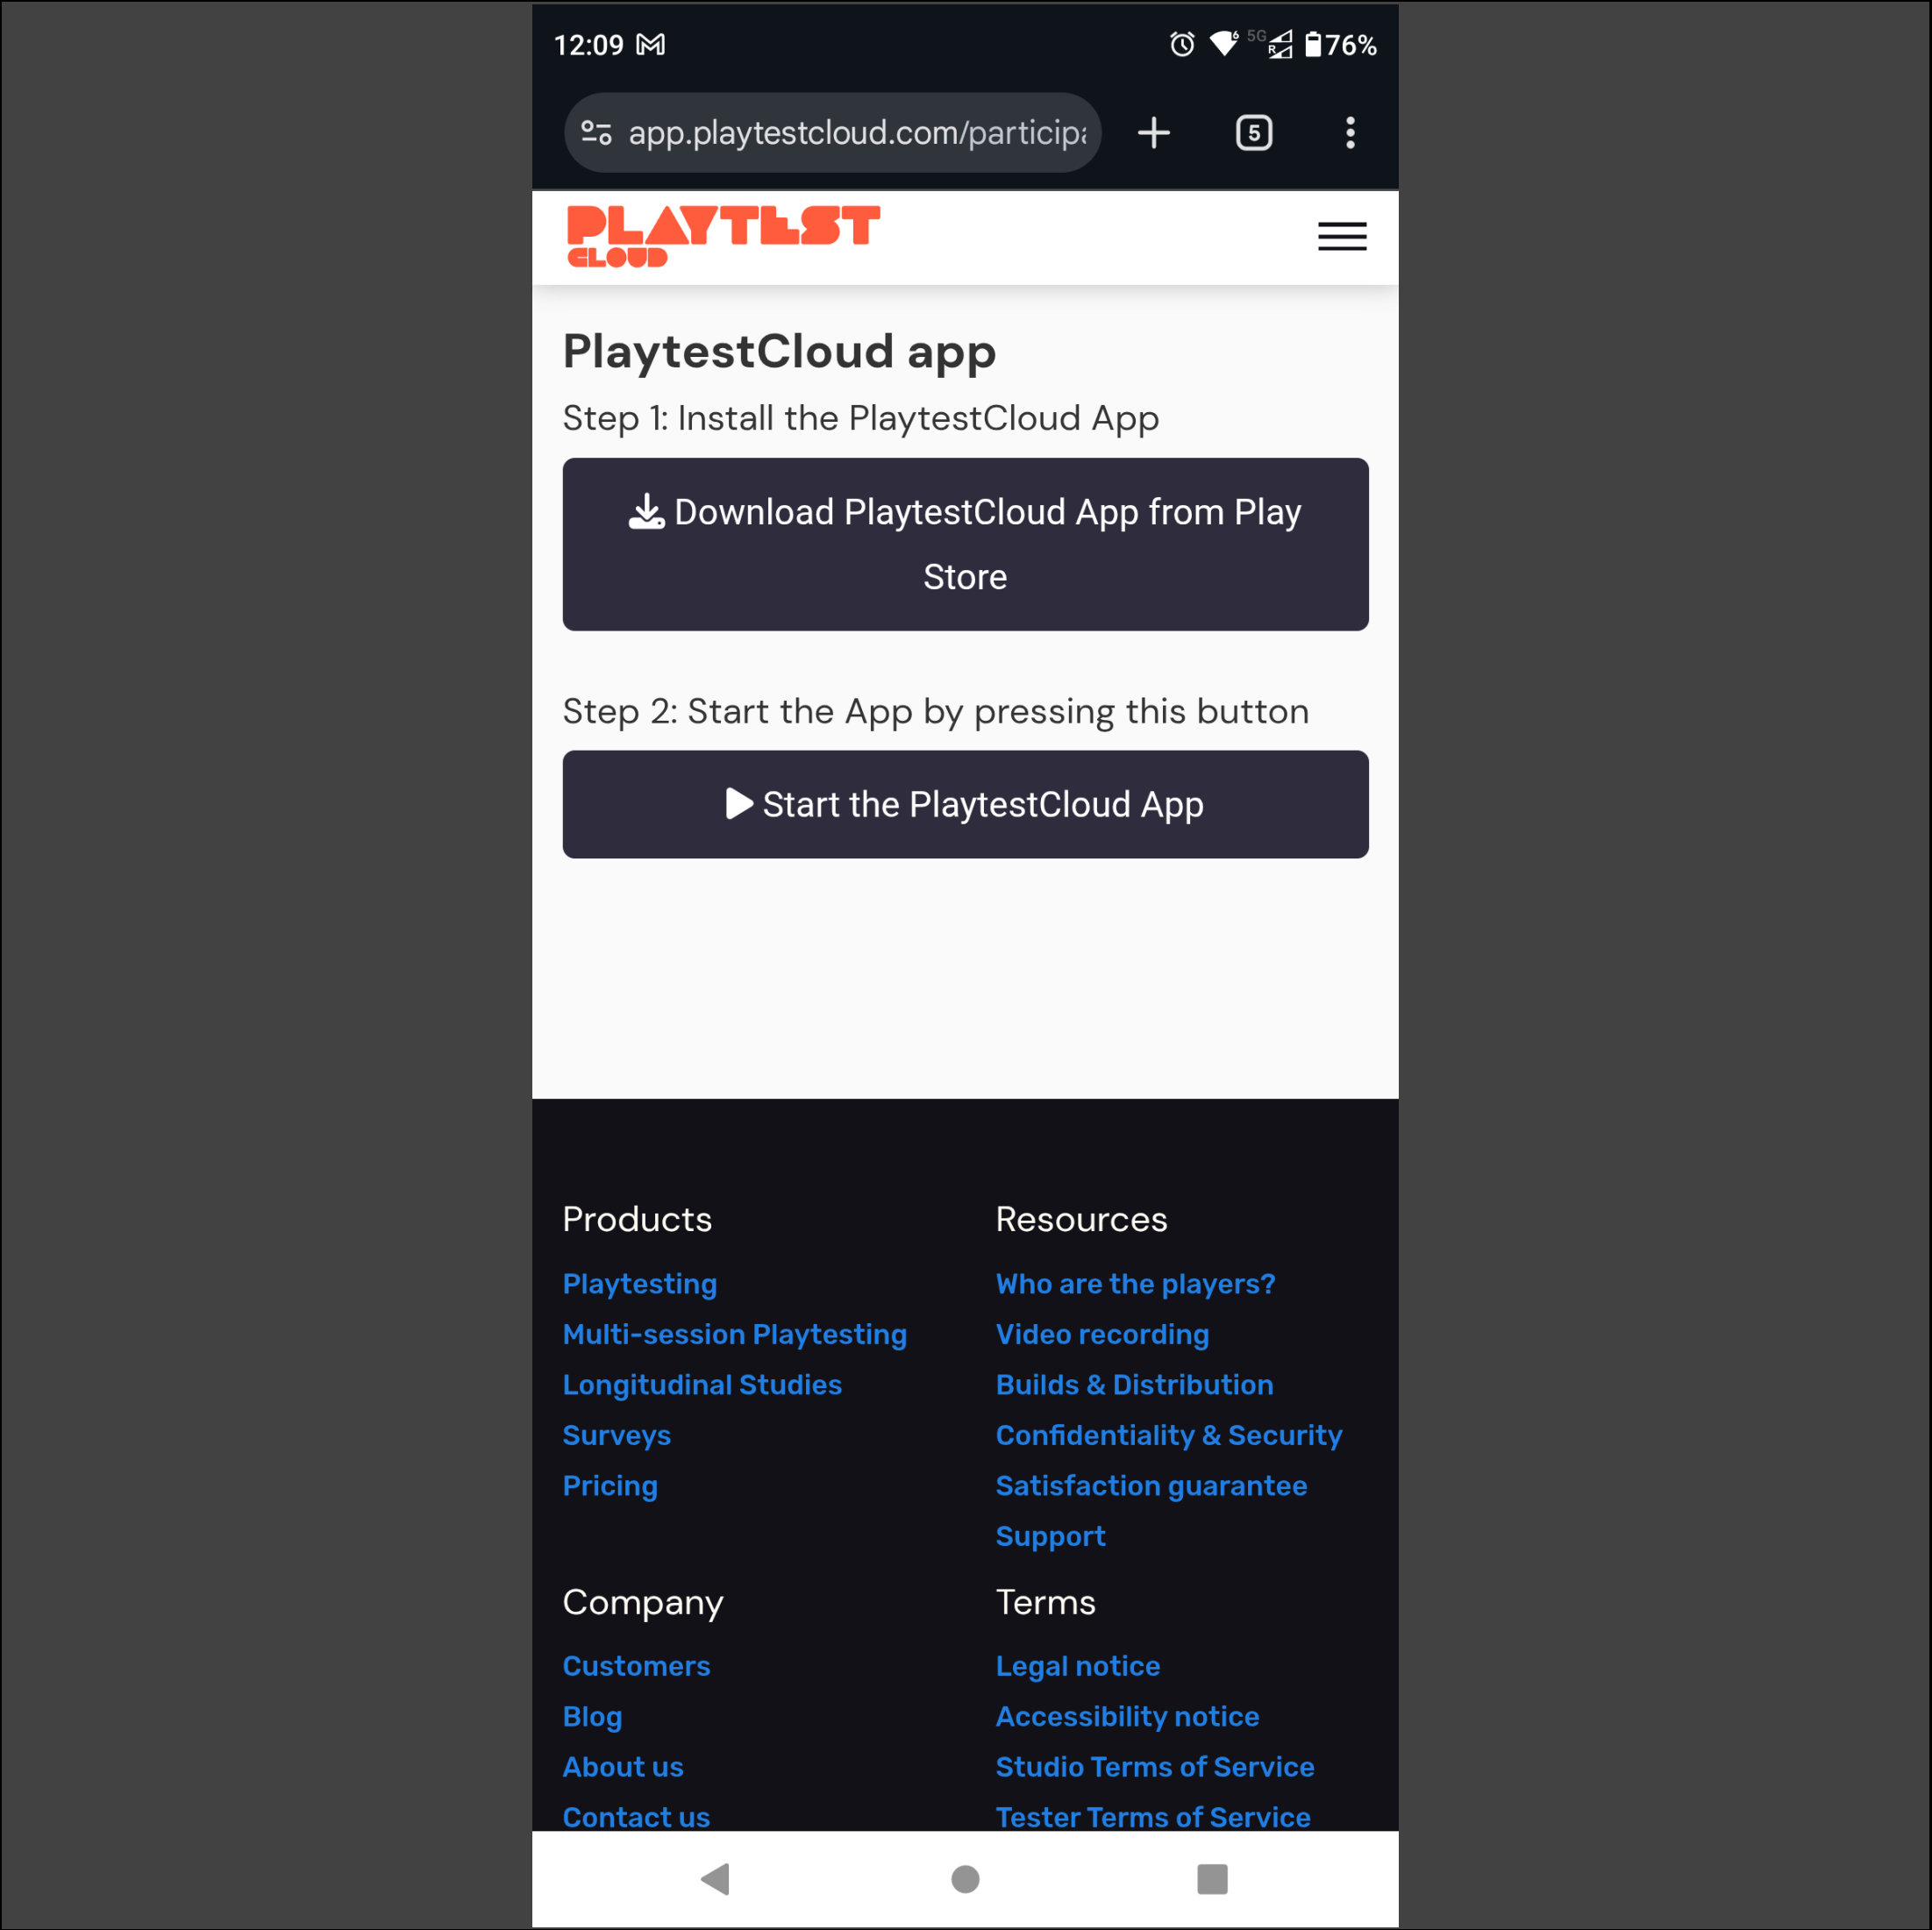 12:09
5G
6
R
76%
app.playtestcloud.com/participa
5
PLAYTEST
CLOUD
PlaytestCloud app
Step 1: Install the PlaytestCloud App
Download PlaytestCloud App from Play
Store
Step 2: Start the App by pressing this button
Start the PlaytestCloud App
Products
Playtesting
Multi-session Playtesting
Longitudinal Studies
Surveys
Pricing
Resources
Who are the players?
Video recording
Builds & Distribution
Confidentiality & Security
Satisfaction guarantee
Support
Company
Customers
Blog
About us
Contact us
Terms
Legal notice
Accessibility notice
Studio Terms of Service
Tester Terms of Service